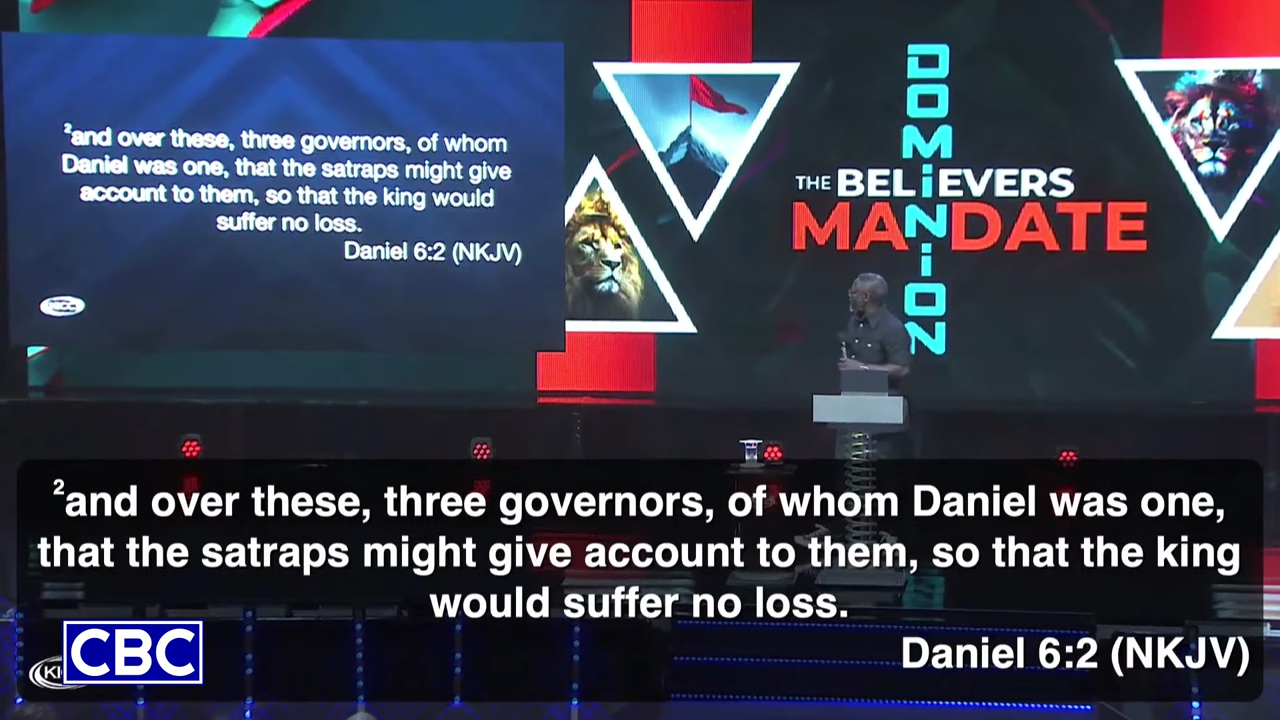 ²and over these, three governors, of whom
Daniel was one, that the satraps might give
account to them, so that the king would
suffer no loss.
Daniel 6:2 (NKJV)
DOMiNiON
THE BELiEVERS
MANDATE
²and over these, three governors, of whom Daniel was one,
that the satraps might give account to them, so that the king
would suffer no loss.
Daniel 6:2 (NKJV)
CBC